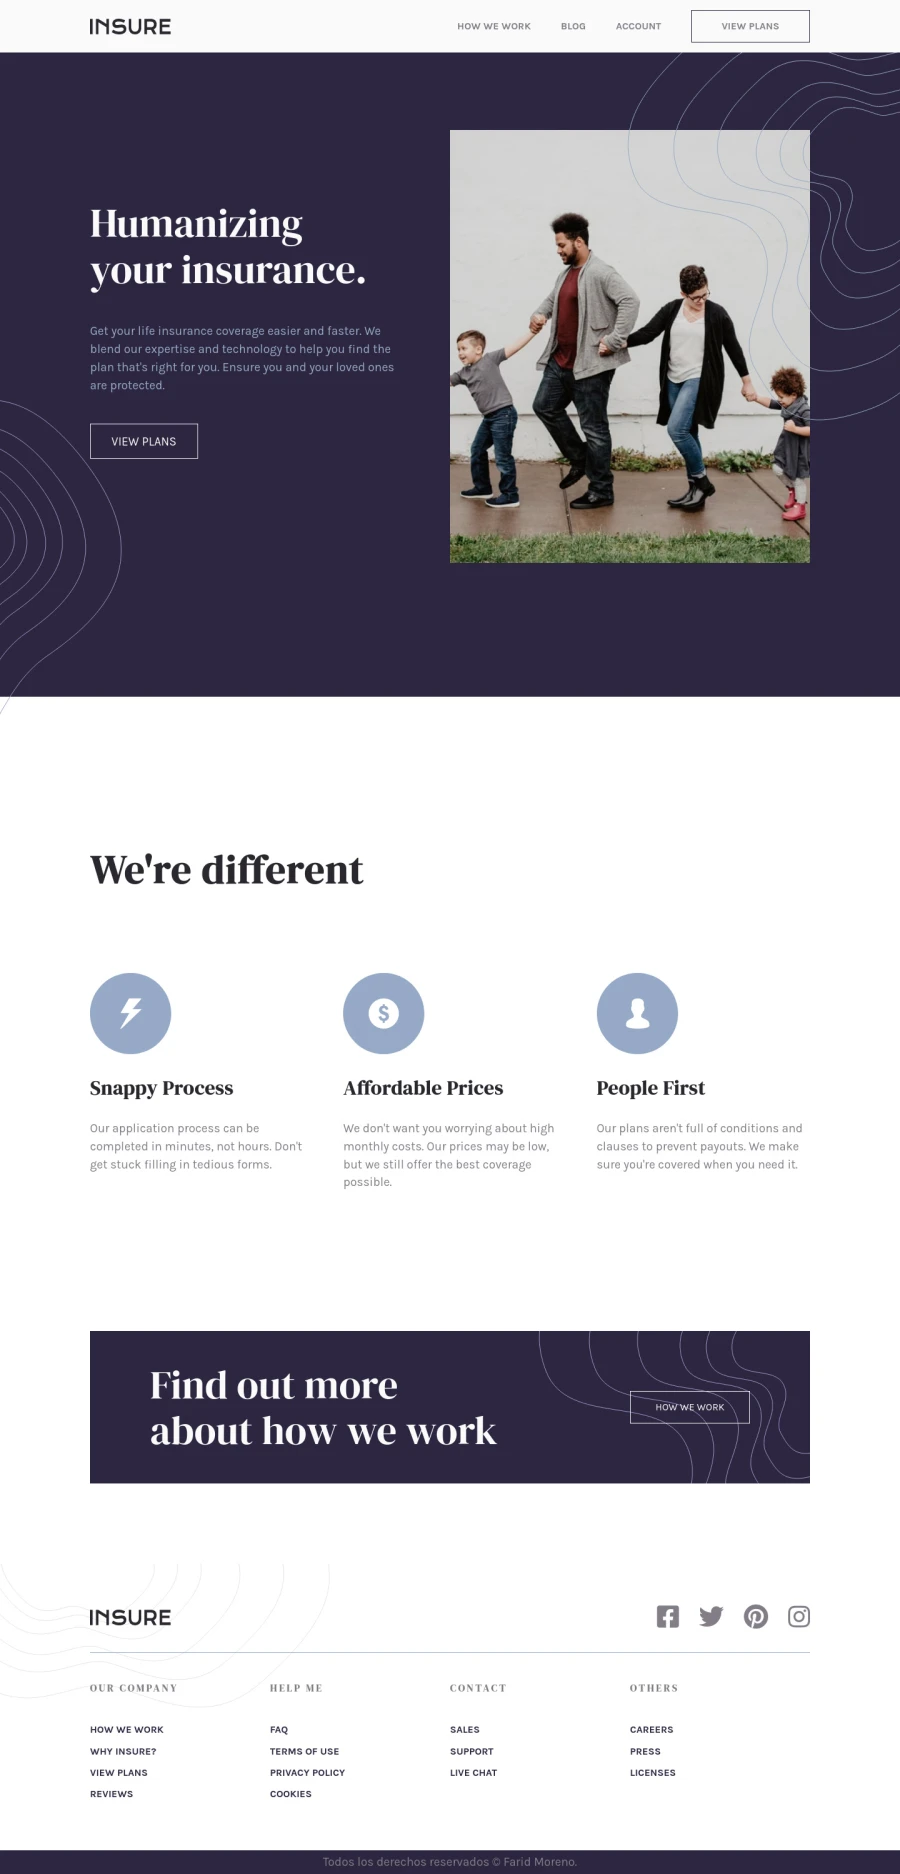 INSURE
HOW WE WORK
BLOG
ACCOUNT
VIEW PLANS
Humanizing
your insurance.
Get your life insurance coverage easier and faster. We
blend our expertise and technology to help you find the
plan that's right for you. Ensure you and your loved ones
are protected.
VIEW PLANS
We're different
Snappy Process
Our application process can be
completed in minutes, not hours. Don't
get stuck filling in tedious forms.
Affordable Prices
We don't want you worrying about high
monthly costs. Our prices may be low,
but we still offer the best coverage
possible.
People First
Our plans aren't full of conditions and
clauses to prevent payouts. We make
sure you're covered when you need it.
Find out more
about how we work
HOW WE WORK
INSURE
OUR COMPANY
HOW WE WORK
WHY INSURE?
VIEW PLANS
REVIEWS
HELP ME
FAQ
TERMS OF USE
PRIVACY POLICY
COOKIES
CONTACT
SALES
SUPPORT
LIVE CHAT
OTHERS
CAREERS
PRESS
LICENSES
Todos los derechos reservados © Farid Moreno.